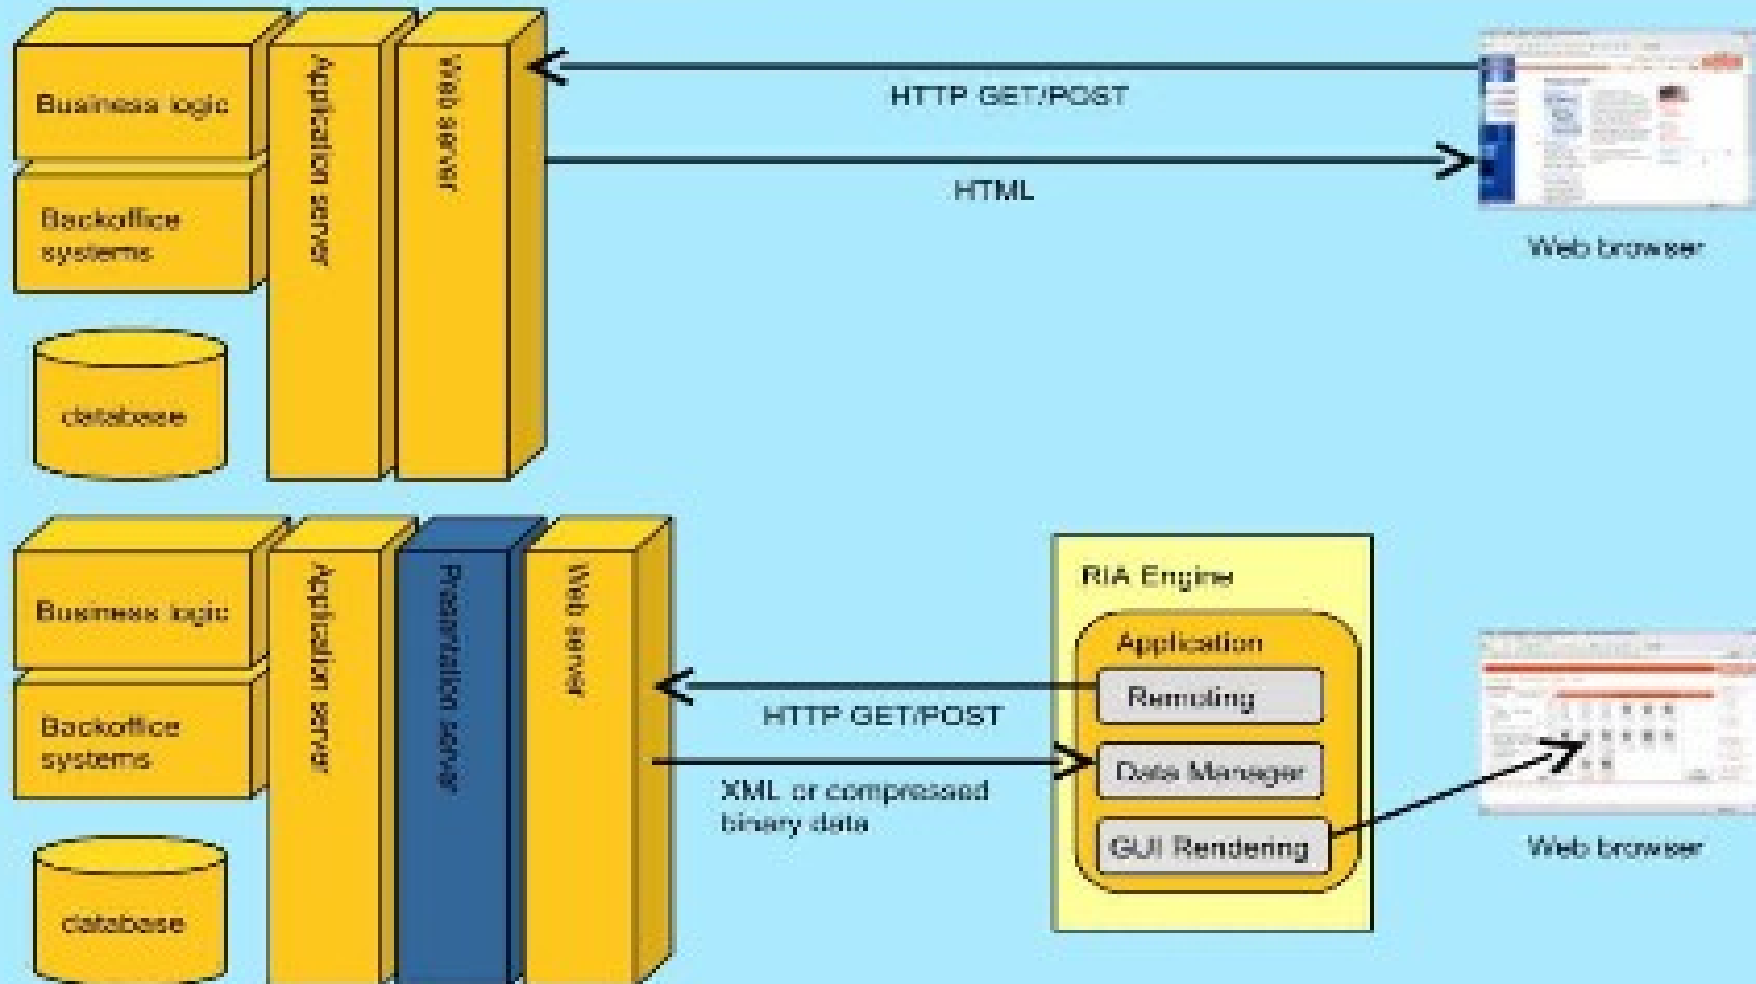 Business logic
Backoffice
systems
database
Application server
Web server
HTTP GET/POST
HTML
Web browser
Business logic
Backoffice
systems
database
Application server
Presentation server
Web server
HTTP GET/POST
XML or compressed
binary data
RIA Engine
Application
Remoting
Data Manager
GUI Rendering
Web browser